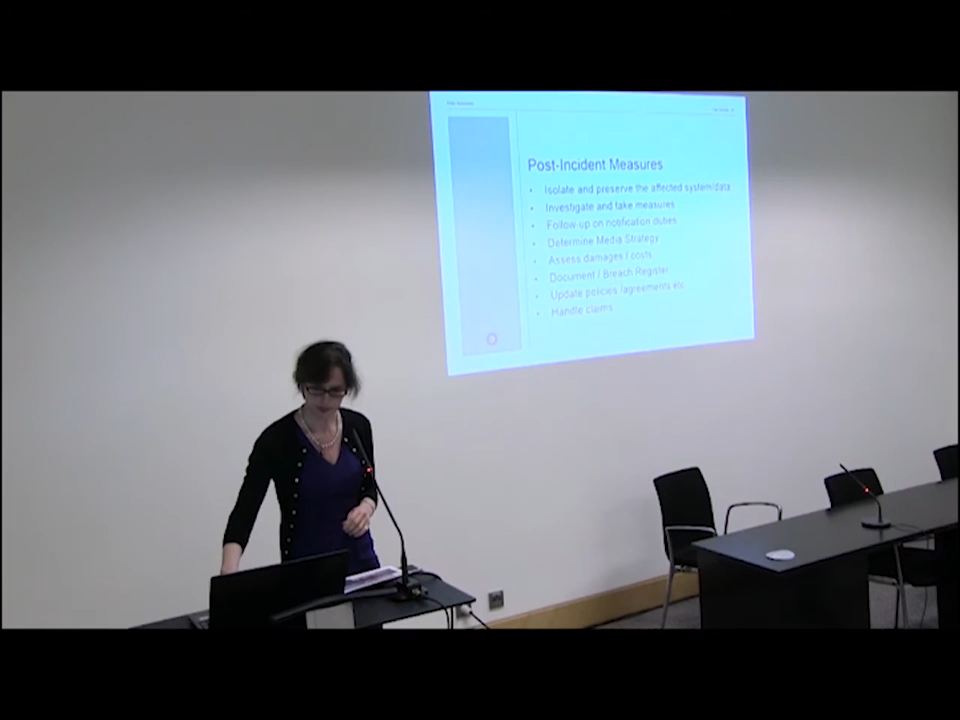 Post-Incident Measures
• Isolate and preserve the affected system/data
• Investigate and take measures
• Follow-up on notification duties
• Determine Media Strategy
• Assess damages / costs
• Document / Breach Register
• Update policies /agreements etc
• Handle claims